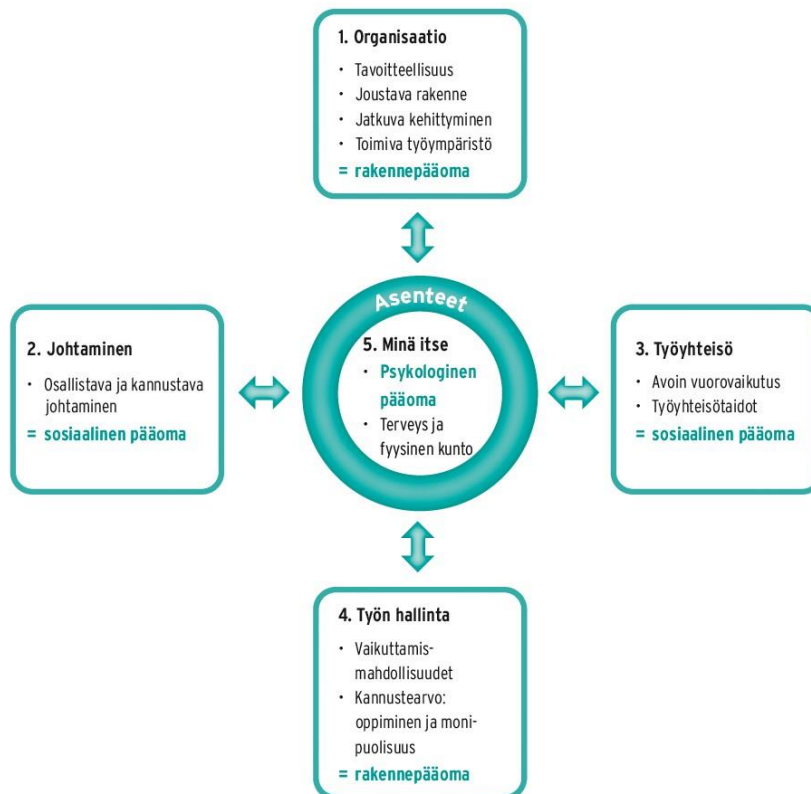 1. Organisaatio
• Tavoitteellisuus
• Joustava rakenne
• Jatkuva kehittyminen
• Toimiva työympäristö
= rakennepääoma
2. Johtaminen
• Osallistava ja kannustava
johtaminen
= sosiaalinen pääoma
Asenteet
5. Minä itse
• Psykologinen
pääoma
• Terveys ja
fyysinen kunto
3. Työyhteisö
• Avoin vuorovaikutus
• Työyhteisötaidot
= sosiaalinen pääoma
4. Työn hallinta
• Vaikuttamis-
mahdollisuudet
• Kannustearvo:
oppiminen ja moni-
puolisuus
= rakennepääoma